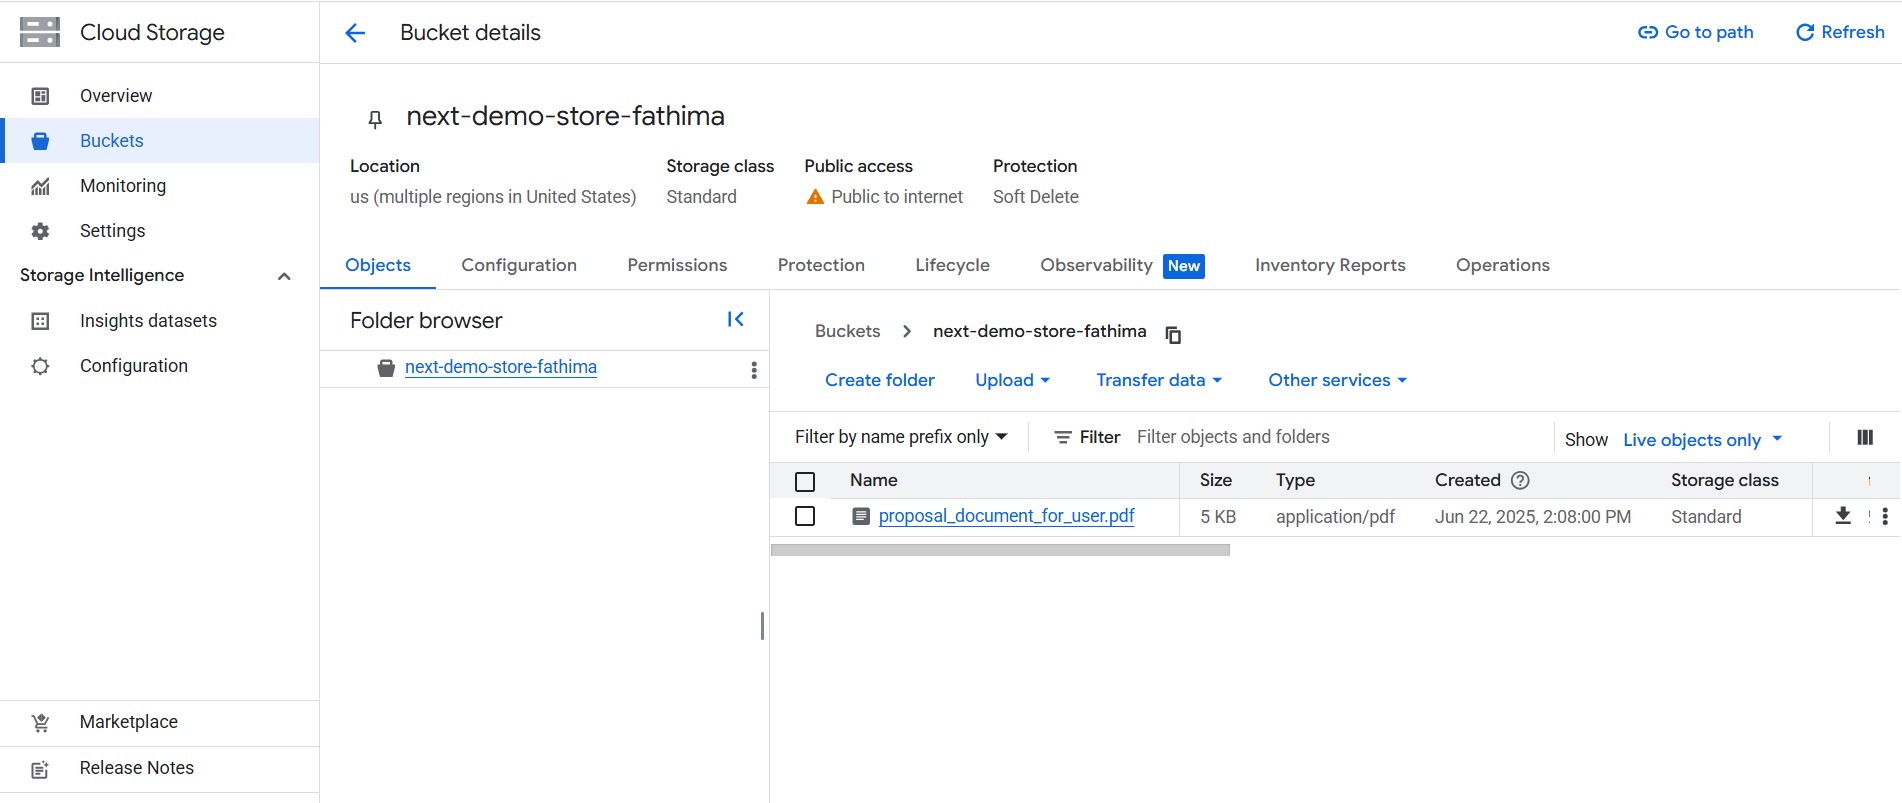 Cloud Storage
Bucket details
Go to path
Refresh
Overview
Buckets
Monitoring
Settings
Storage Intelligence
Insights datasets
Configuration
Marketplace
Release Notes
next-demo-store-fathima
Location
Storage class
Public access
Protection
us (multiple regions in United States)
Standard
Public to internet
Soft Delete
Objects
Configuration
Permissions
Protection
Lifecycle
Observability New
Inventory Reports
Operations
Folder browser
next-demo-store-fathima
Buckets
next-demo-store-fathima
Create folder
Upload
Transfer data
Other services
Filter by name prefix only
Filter Filter objects and folders
Show Live objects only
Name
Size
Type
Created
Storage class
proposal_document_for_user.pdf
5 KB
application/pdf
Jun 22, 2025, 2:08:00 PM
Standard